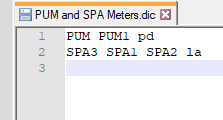 PUM and SPA Meters.dic
1 PUM PUM1 pd
2 SPA3 SPA1 SPA2 la
3